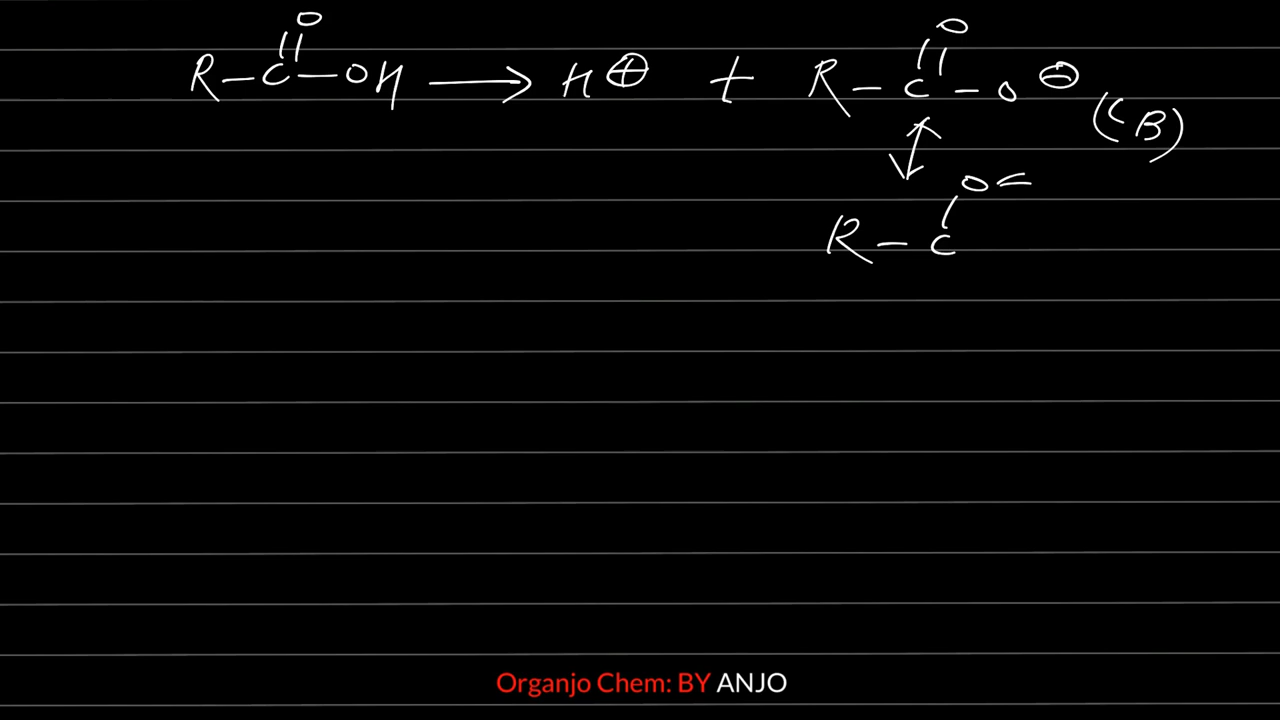 O O
R-C-OH → H⊕ + R-C-O ⊖ (CB)
O=
R-C
Organjo Chem: BY ANJO